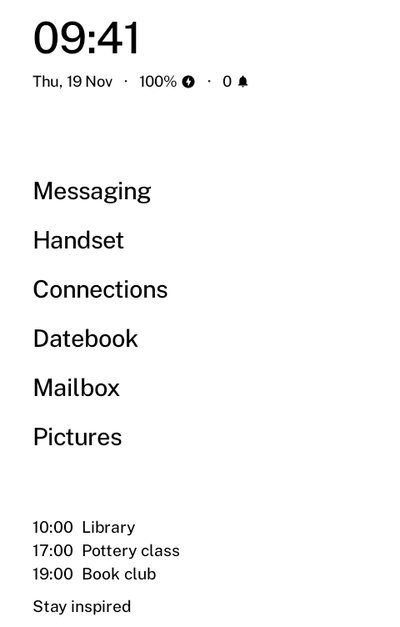 09:41
Thu, 19 Nov · 100% · 0
Messaging
Handset
Connections
Datebook
Mailbox
Pictures
10:00 Library
17:00 Pottery class
19:00 Book club
Stay inspired